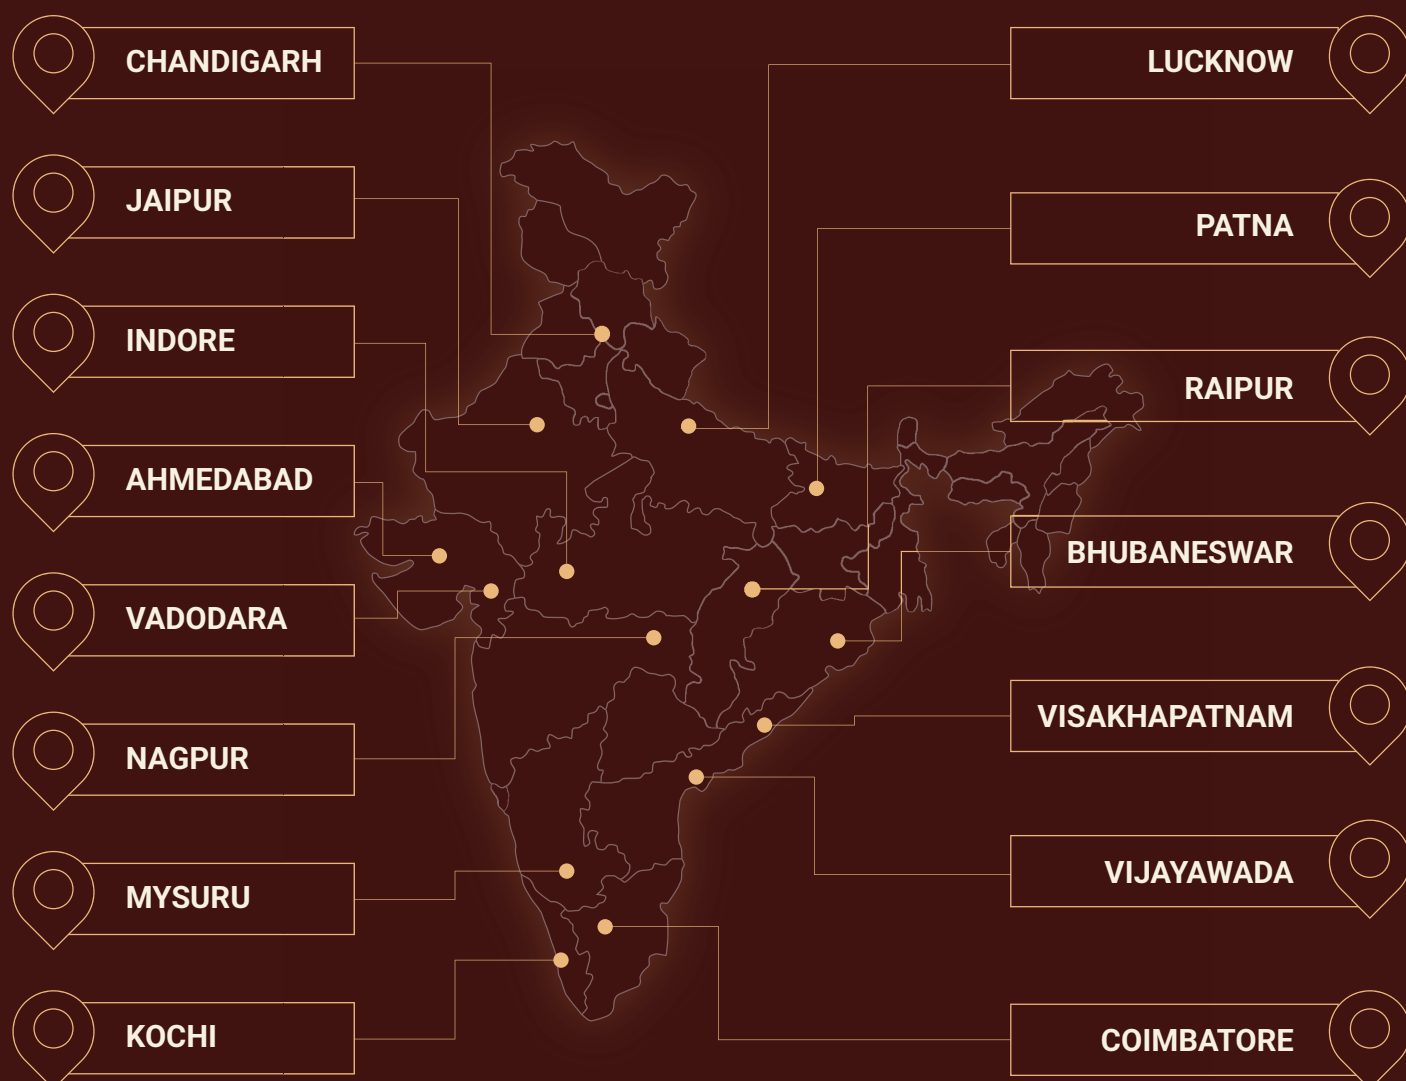 CHANDIGARH
JAIPUR
INDORE
AHMEDABAD
VADODARA
NAGPUR
MYSURU
KOCHI
LUCKNOW
PATNA
RAIPUR
BHUBANESWAR
VISAKHAPATNAM
VIJAYAWADA
COIMBATORE